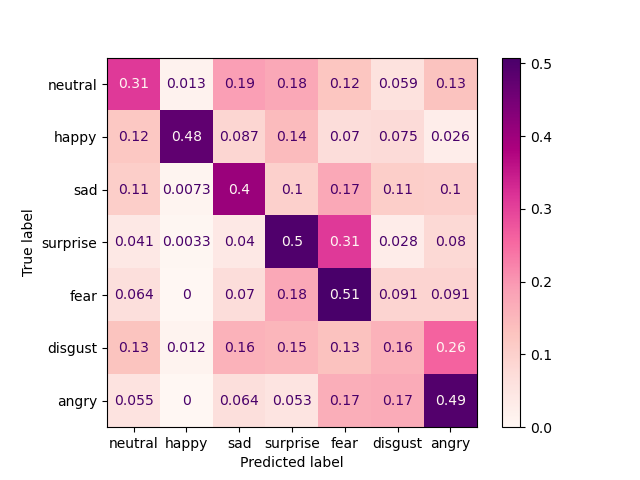 neutral 0.31 0.013 0.19 0.18 0.12 0.059 0.13
happy 0.12 0.48 0.087 0.14 0.07 0.075 0.026
sad 0.11 0.0073 0.4 0.1 0.17 0.11 0.1
surprise 0.041 0.0033 0.04 0.5 0.31 0.028 0.08
fear 0.064 0 0.07 0.18 0.51 0.091 0.091
disgust 0.13 0.012 0.16 0.15 0.13 0.16 0.26
angry 0.055 0 0.064 0.053 0.17 0.17 0.49
neutral happy sad surprise fear disgust angry
Predicted label
True label
0.5
0.4
0.3
0.2
0.1
0.0